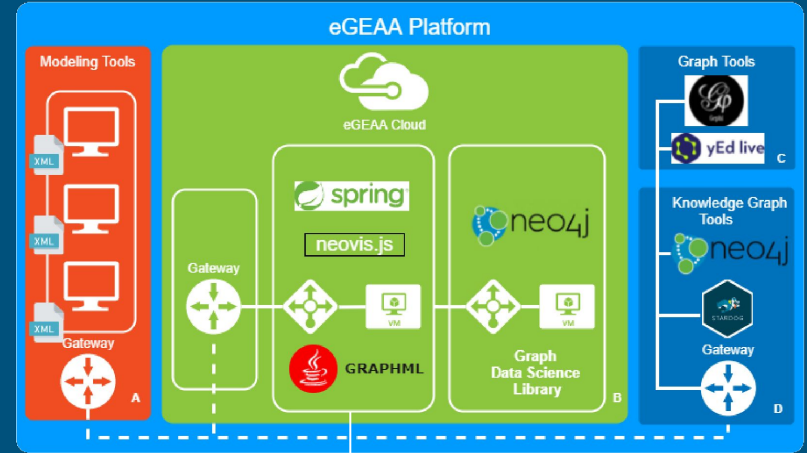 eGEAA Platform
Modeling Tools
XML
XML
XML
Gateway
A
eGEAA Cloud
Gateway
spring
neovis.js
VM
GRAPHML
neo4j
VM
Graph
Data Science
Library
B
Graph Tools
Gephi
yEd live
C
Knowledge Graph
Tools
neo4j
STARDOG
Gateway
D